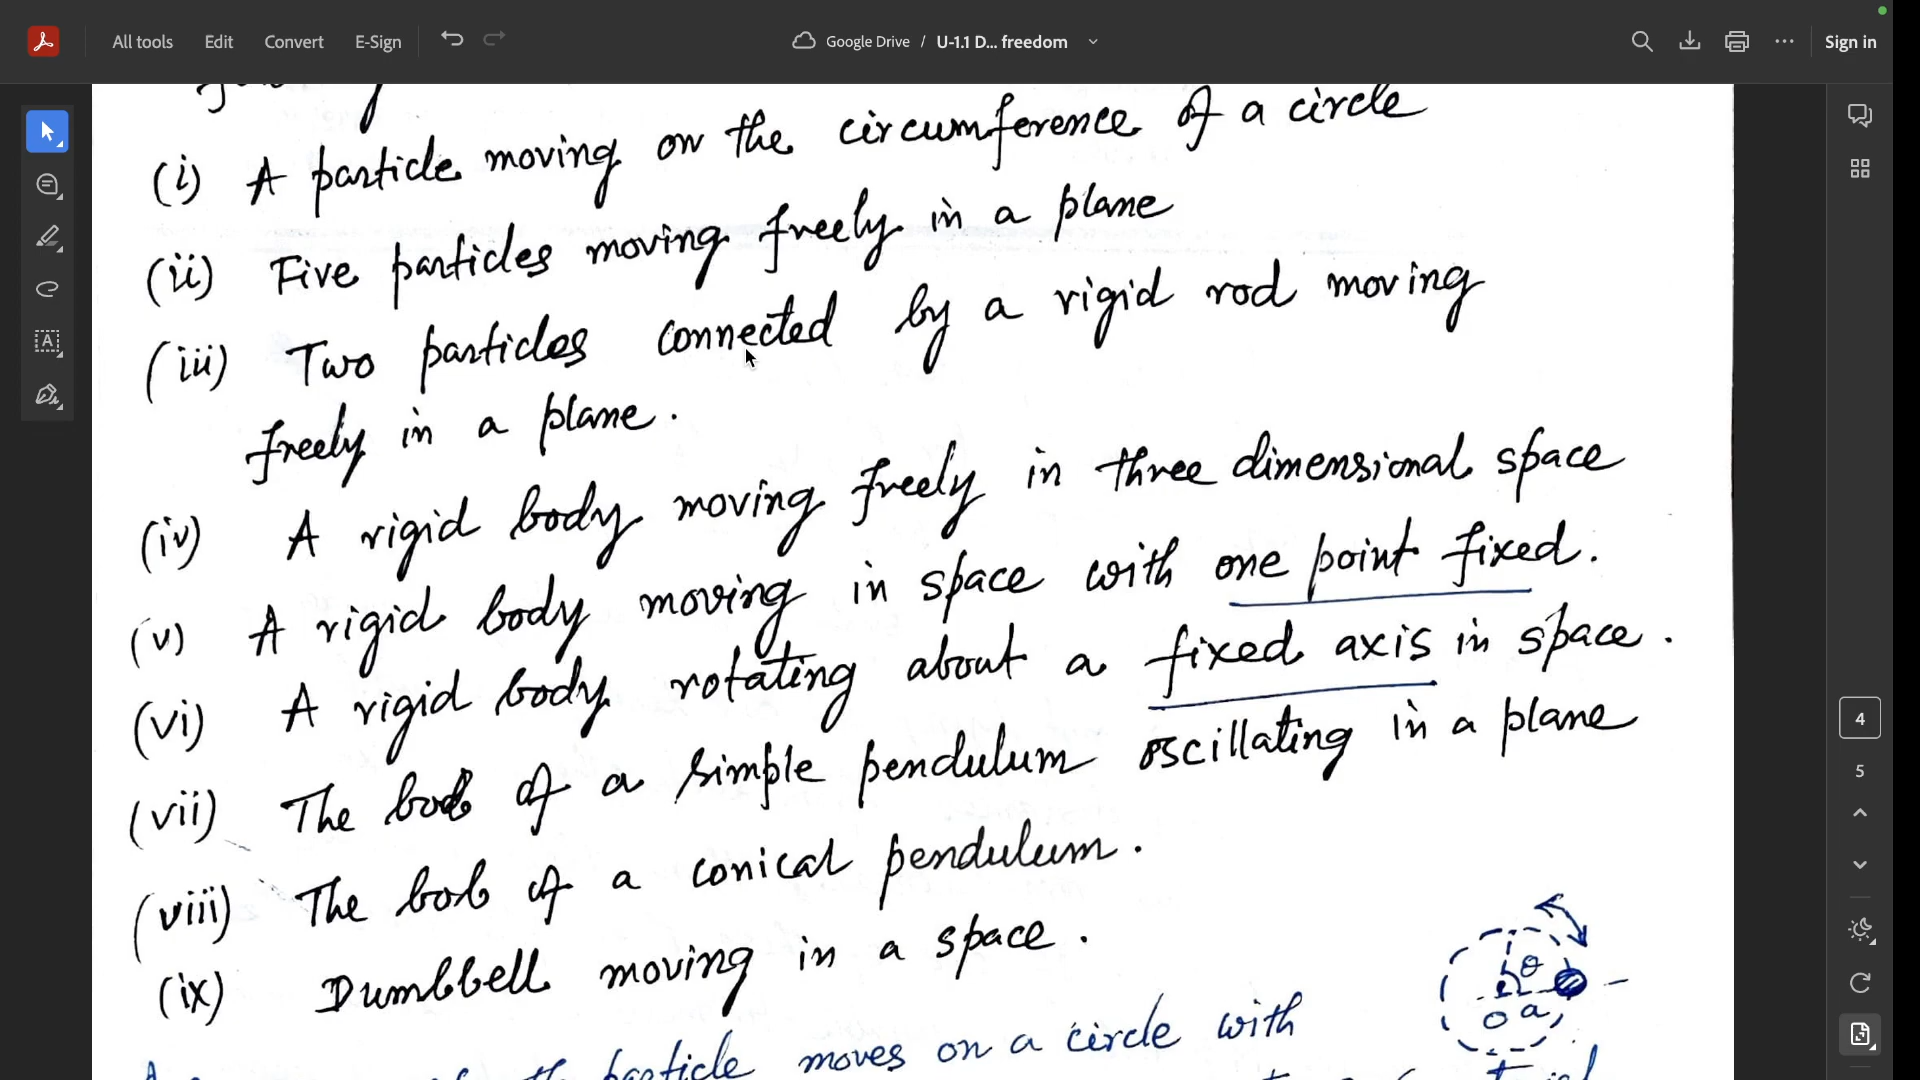 All tools Edit Convert E-Sign Google Drive / U-1.1 D... freedom Sign in
(i) A particle moving on the circumference of a circle
(ii) Five particles moving freely in a plane
(iii) Two particles connected by a rigid rod moving
freely in a plane.
(iv) A rigid body moving freely in three dimensional space
(v) A rigid body moving in space with one point fixed.
(vi) A rigid body rotating about a fixed axis in space.
(vii) The bob of a simple pendulum oscillating in a plane
(viii) The bob of a conical pendulum.
(ix) Dumbbell moving in a space.
θ
O a
particle moves on a circle with
4
5